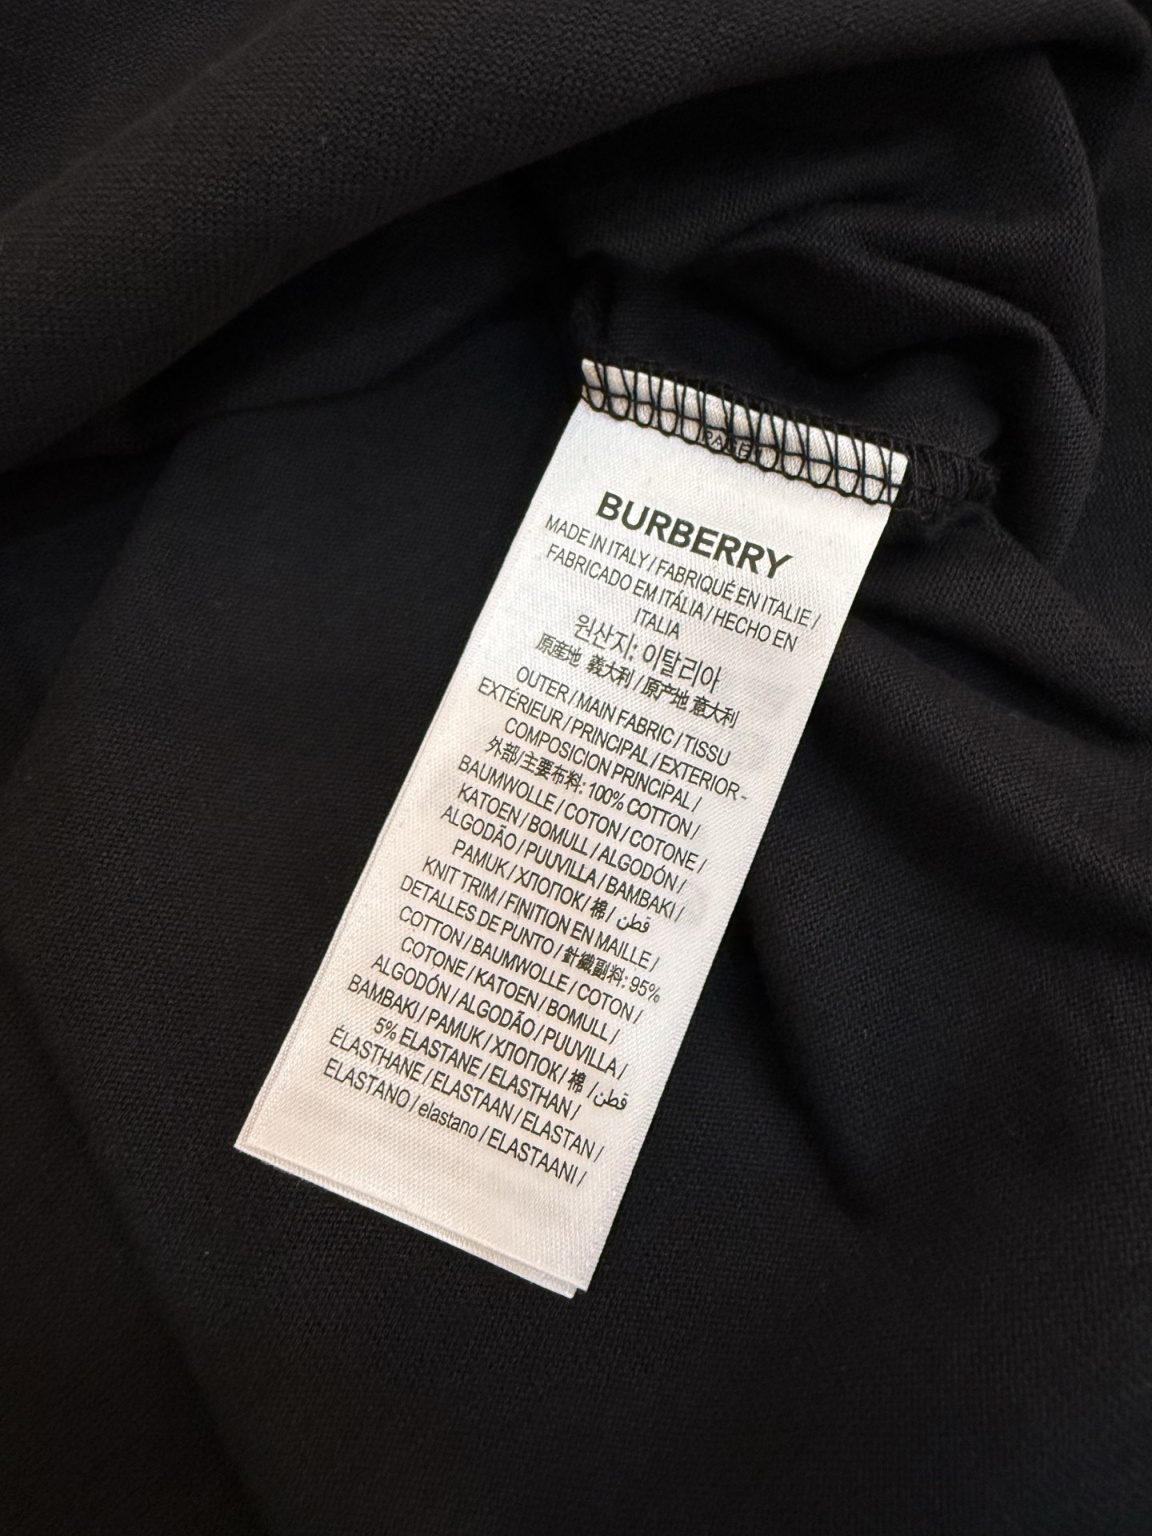 PAGE
BURBERRY
MADE IN ITALY / FABRIQUÉ EN ITALIE /
FABRICADO EM ITÁLIA / HECHO EN
ITALIA
원산지: 이탈리아
原產地 義大利 / 原产地 意大利
OUTER / MAIN FABRIC / TISSU
EXTÉRIEUR / PRINCIPAL / EXTERIOR -
COMPOSICION PRINCIPAL /
外部/主要布料: 100% COTTON /
BAUMWOLLE / COTON / COTONE /
KATOEN / BOMULL / ALGODÓN /
ALGODÃO / PUUVILLA / BAMBAKI /
PAMUK / ХЛОПОК / 棉 / قطن
KNIT TRIM / FINITION EN MAILLE /
DETALLES DE PUNTO / 針織副料: 95%
COTTON / BAUMWOLLE / COTON /
COTONE / KATOEN / BOMULL /
ALGODÓN / ALGODÃO / PUUVILLA /
BAMBAKI / PAMUK / ХЛОПОК / 棉 / قطن
5% ELASTANE / ELASTHAN /
ÉLASTHANE / ELASTAAN / ELASTAN /
ELASTANO / elastano / ELASTAANI /